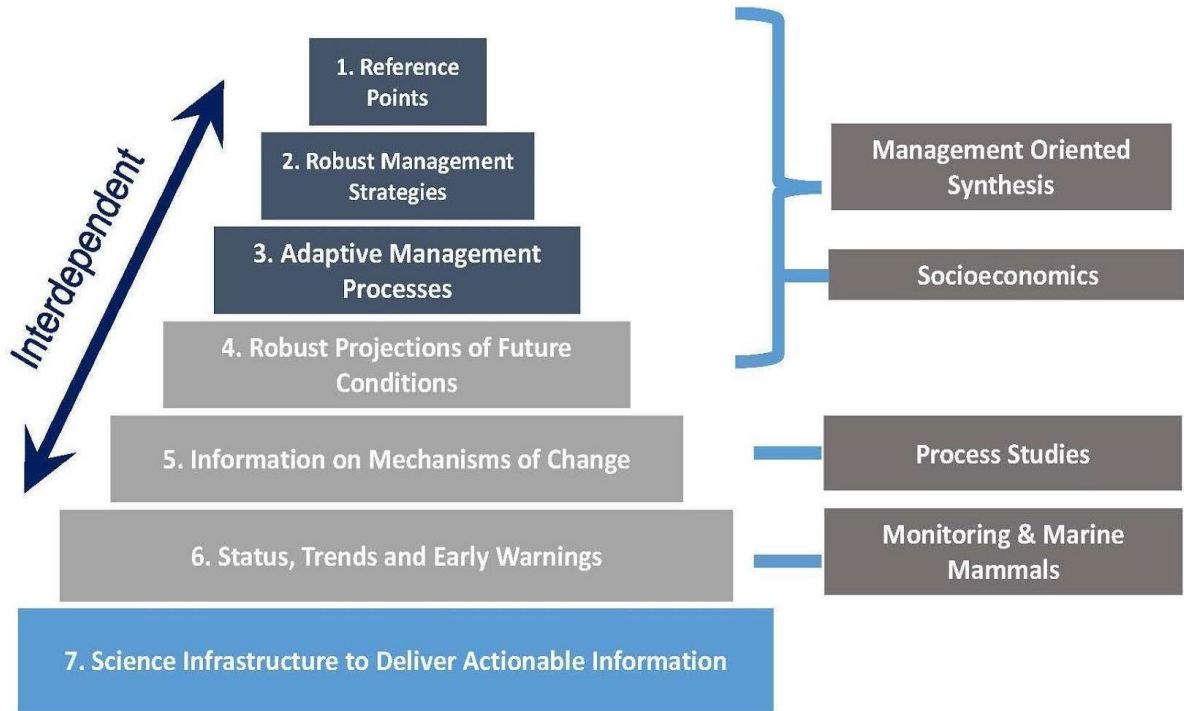 Interdependent
1. Reference
Points
2. Robust Management
Strategies
3. Adaptive Management
Processes
4. Robust Projections of Future
Conditions
5. Information on Mechanisms of Change
6. Status, Trends and Early Warnings
7. Science Infrastructure to Deliver Actionable Information
Management Oriented
Synthesis
Socioeconomics
Process Studies
Monitoring & Marine
Mammals